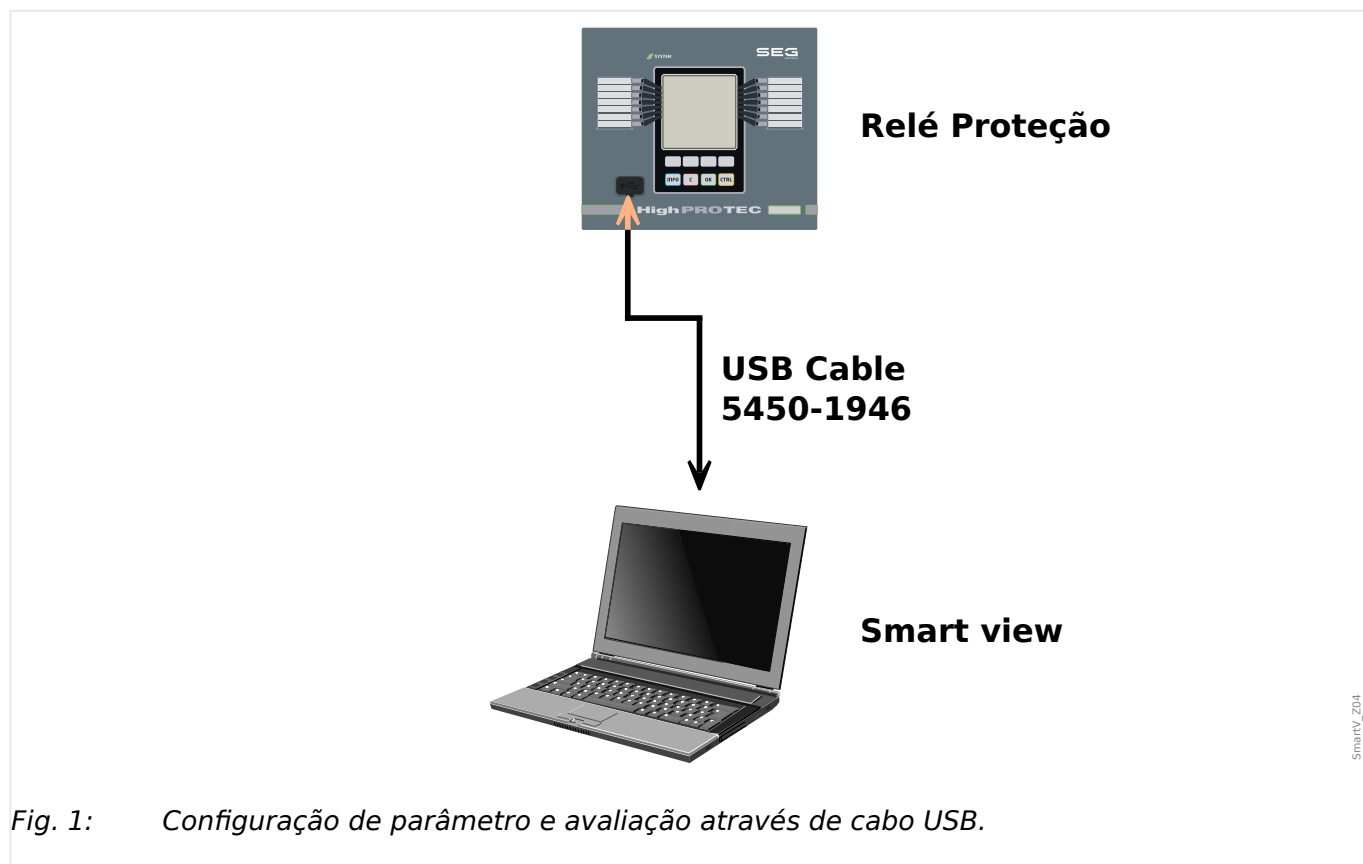 SYSTEM
SEG
INFO C OK CTRL
HighPROTEC
Relé Proteção
USB Cable
5450-1946
Smart view
SmartV_Z04
Fig. 1: Configuração de parâmetro e avaliação através de cabo USB.